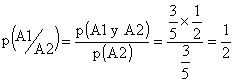 p(A1/A2) = p(A1 y A2)/p(A2) = (3/5 × 1/2)/(3/5) = 1/2